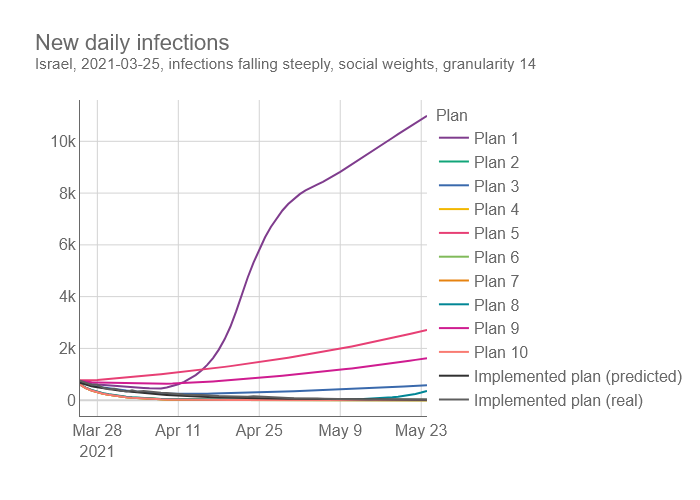 New daily infections
Israel, 2021-03-25, infections falling steeply, social weights, granularity 14
Plan
10k
8k
6k
4k
2k
0
Mar 28
2021
Apr 11
Apr 25
May 9
May 23
Plan 1
Plan 2
Plan 3
Plan 4
Plan 5
Plan 6
Plan 7
Plan 8
Plan 9
Plan 10
Implemented plan (predicted)
Implemented plan (real)